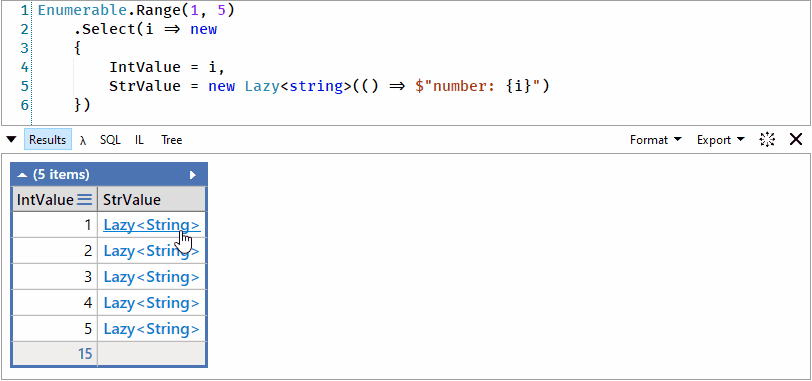 1 Enumerable.Range(1, 5)
2 .Select(i => new
3 {
4 IntValue = i,
5 StrValue = new Lazy<string>(() => $"number: {i}")
6 })
Results λ SQL IL Tree Format Export
(5 items)
IntValue StrValue
1 Lazy<String>
2 Lazy<String>
3 Lazy<String>
4 Lazy<String>
5 Lazy<String>
15